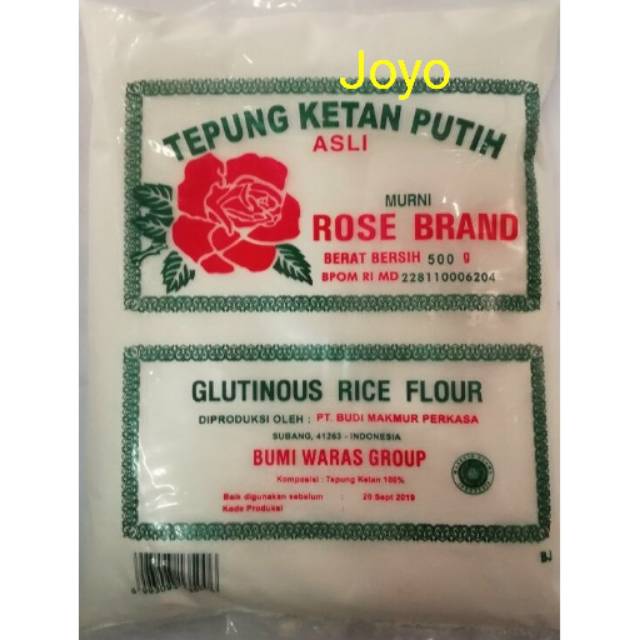 Joyo
TEPUNG KETAN PUTIH
ASLI
MURNI
ROSE BRAND
BERAT BERSIH 500 g
BPOM RI MD 228110006204
GLUTINOUS RICE FLOUR
DIPRODUKSI OLEH : PT. BUDI MAKMUR PERKASA
SUBANG, 41263 - INDONESIA
BUMI WARAS GROUP
Komposisi : Tepung Ketan 100%
Baik digunakan sebelum : 20 Sept 2019
Kode Produksi
BJ